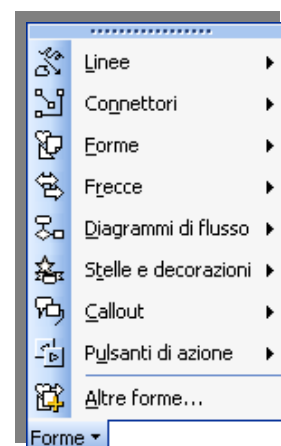 Linee
Connettori
Forme
Frecce
Diagrammi di flusso
Stelle e decorazioni
Callout
Pulsanti di azione
Altre forme...
Forme